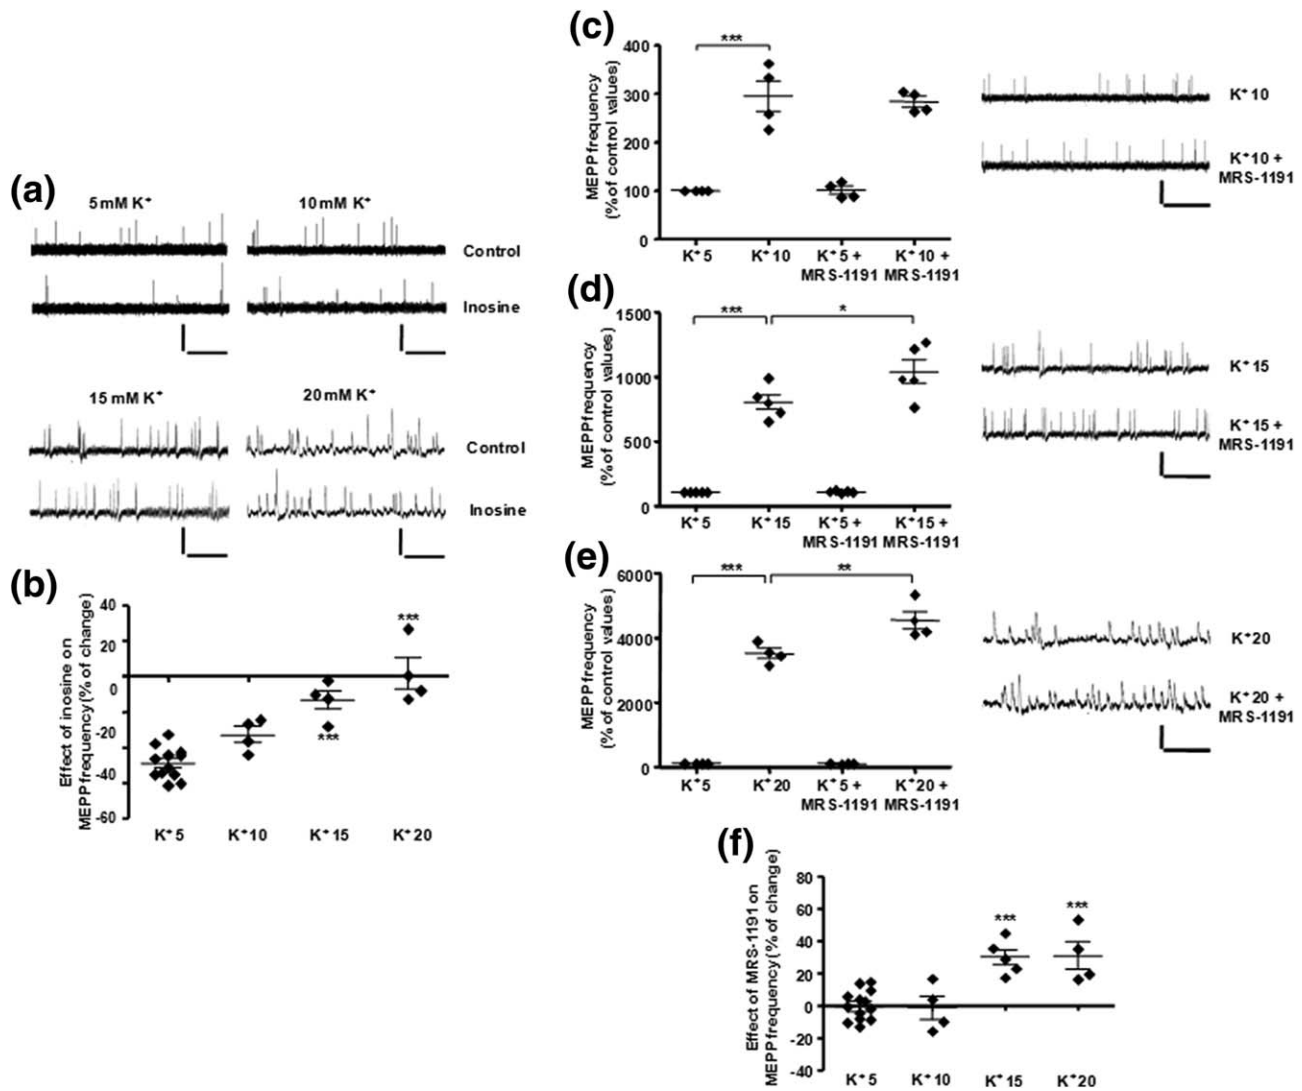 (a)
5 mM K+
10 mM K+
Control
Inosine
15 mM K+
20 mM K+
Control
Inosine
(b)
Effect of inosine on
MEPP frequency (% of change)
40
20
0
-20
-40
-60
***
***
K+ 5
K+ 10
K+ 15
K+ 20
(c)
MEPP frequency
(% of control values)
400
300
200
100
0
***
K+ 5
K+ 10
K+ 5 +
MRS-1191
K+ 10 +
MRS-1191
K+ 10
K+ 10 +
MRS-1191
(d)
MEPP frequency
(% of control values)
1500
1000
500
0
***
*
K+ 5
K+ 15
K+ 5 +
MRS-1191
K+ 15 +
MRS-1191
K+ 15
K+ 15 +
MRS-1191
(e)
MEPP frequency
(% of control values)
6000
4000
2000
0
***
**
K+ 5
K+ 20
K+ 5 +
MRS-1191
K+ 20 +
MRS-1191
K+ 20
K+ 20 +
MRS-1191
(f)
Effect of MRS-1191 on
MEPP frequency (% of change)
80
60
40
20
0
-20
-40
***
***
K+ 5
K+ 10
K+ 15
K+ 20